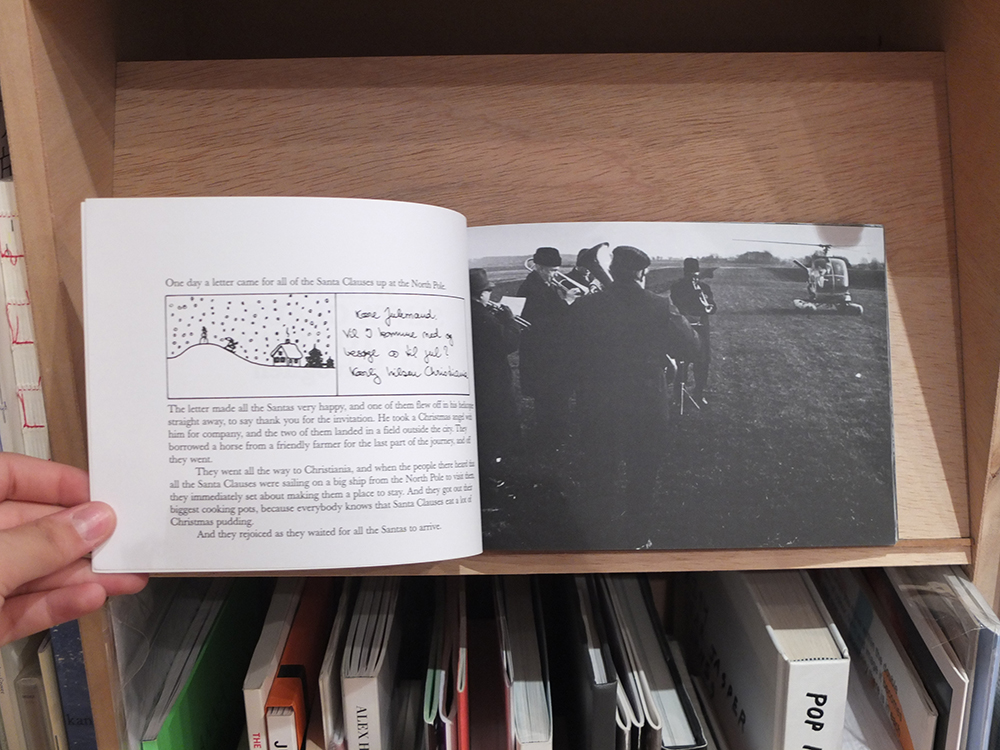 One day a letter came for all of the Santa Clauses up at the North Pole.
Kære Julemand.
Vil I komme ned og
besøge os til jul?
Kærlig hilsen Christiania
The letter made all the Santas very happy, and one of them flew off in his helicopter
straight away, to say thank you for the invitation. He took a Christmas angel with
him for company, and the two of them landed in a field outside the city. They
borrowed a horse from a friendly farmer for the last part of the journey, and off
they went.
They went all the way to Christiania, and when the people there heard that
all the Santa Clauses were sailing on a big ship from the North Pole to visit them,
they immediately set about making them a place to stay. And they got out their
biggest cooking pots, because everybody knows that Santa Clauses eat a lot of
Christmas pudding.
And they rejoiced as they waited for all the Santas to arrive.
THE
ALEX
POP